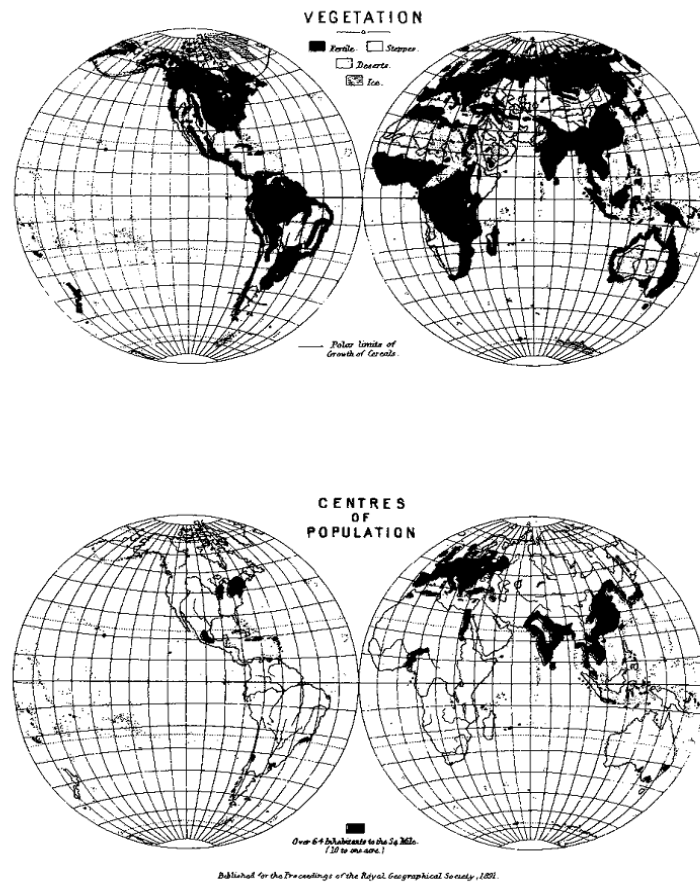 VEGETATION
Fertile. Steppes.
Deserts.
Ice.
Polar limits of
Growth of Cereals.
CENTRES
OF
POPULATION
Over 64 Inhabitants to the Sq. Mile.
(10 to one acre.)
Published for the Proceedings of the Royal Geographical Society, 1891.